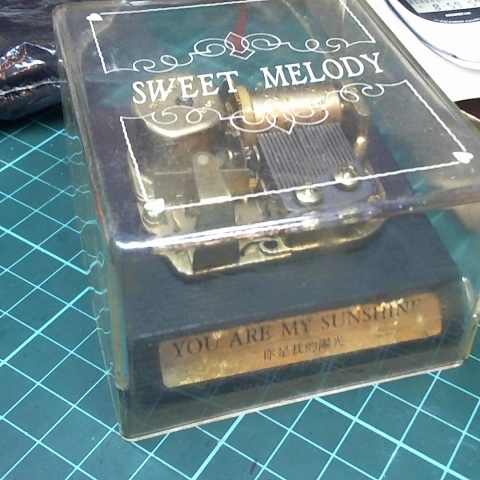 SWEET MELODY
YOU ARE MY SUNSHINE
你是我的陽光